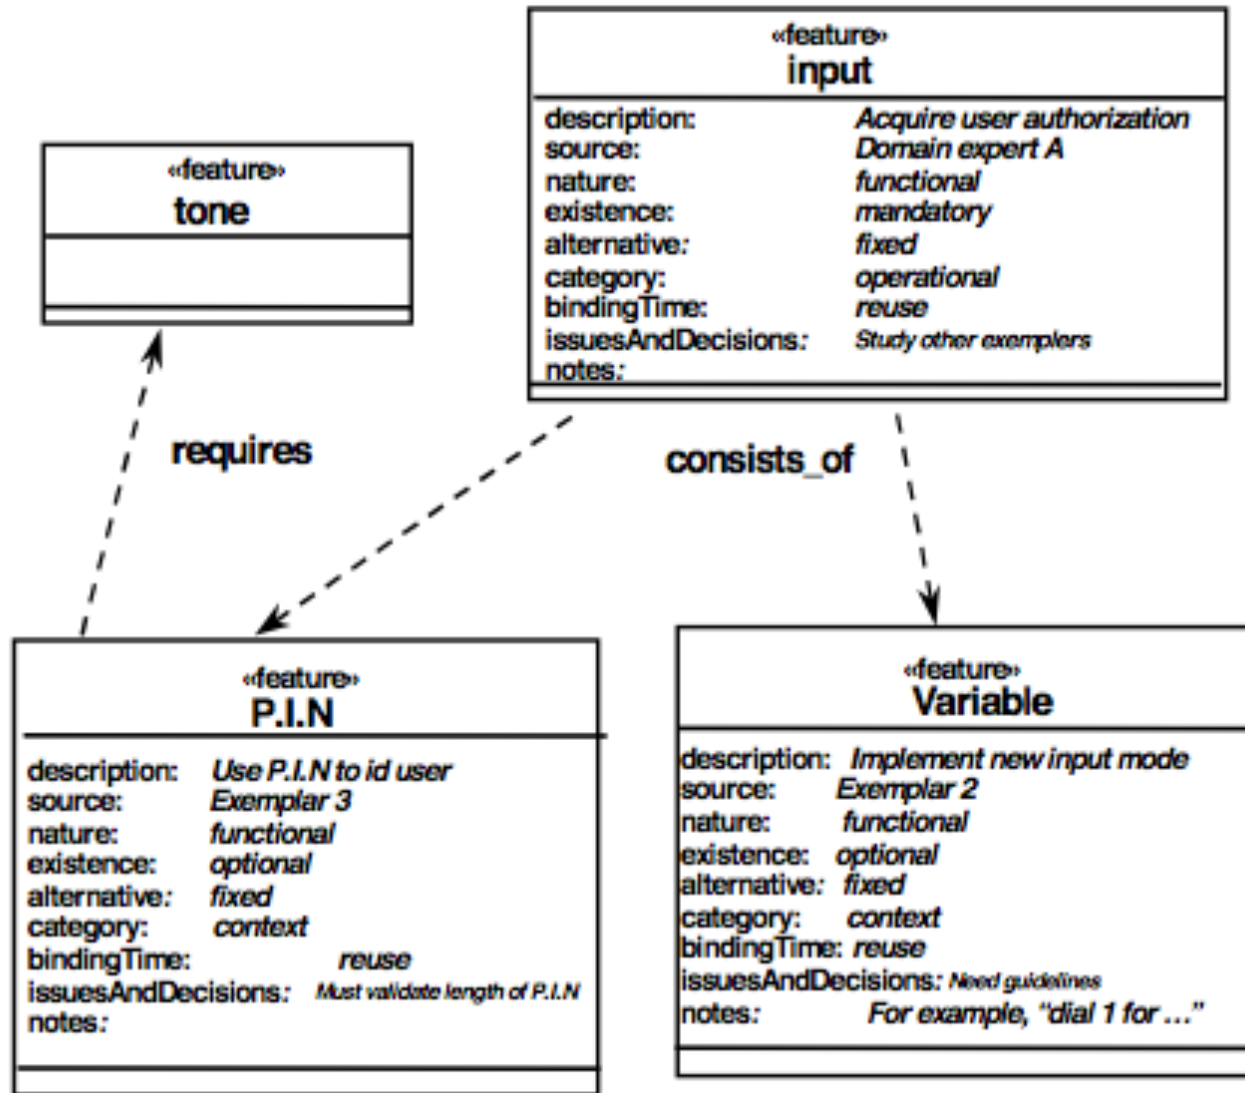 «feature»
tone
«feature»
input
description: Acquire user authorization
source: Domain expert A
nature: functional
existence: mandatory
alternative: fixed
category: operational
bindingTime: reuse
issuesAndDecisions: Study other exemplers
notes:
requires
consists_of
«feature»
P.I.N
description: Use P.I.N to id user
source: Exemplar 3
nature: functional
existence: optional
alternative: fixed
category: context
bindingTime: reuse
issuesAndDecisions: Must validate length of P.I.N
notes:
«feature»
Variable
description: Implement new input mode
source: Exemplar 2
nature: functional
existence: optional
alternative: fixed
category: context
bindingTime: reuse
issuesAndDecisions: Need guidelines
notes: For example, “dial 1 for ...”